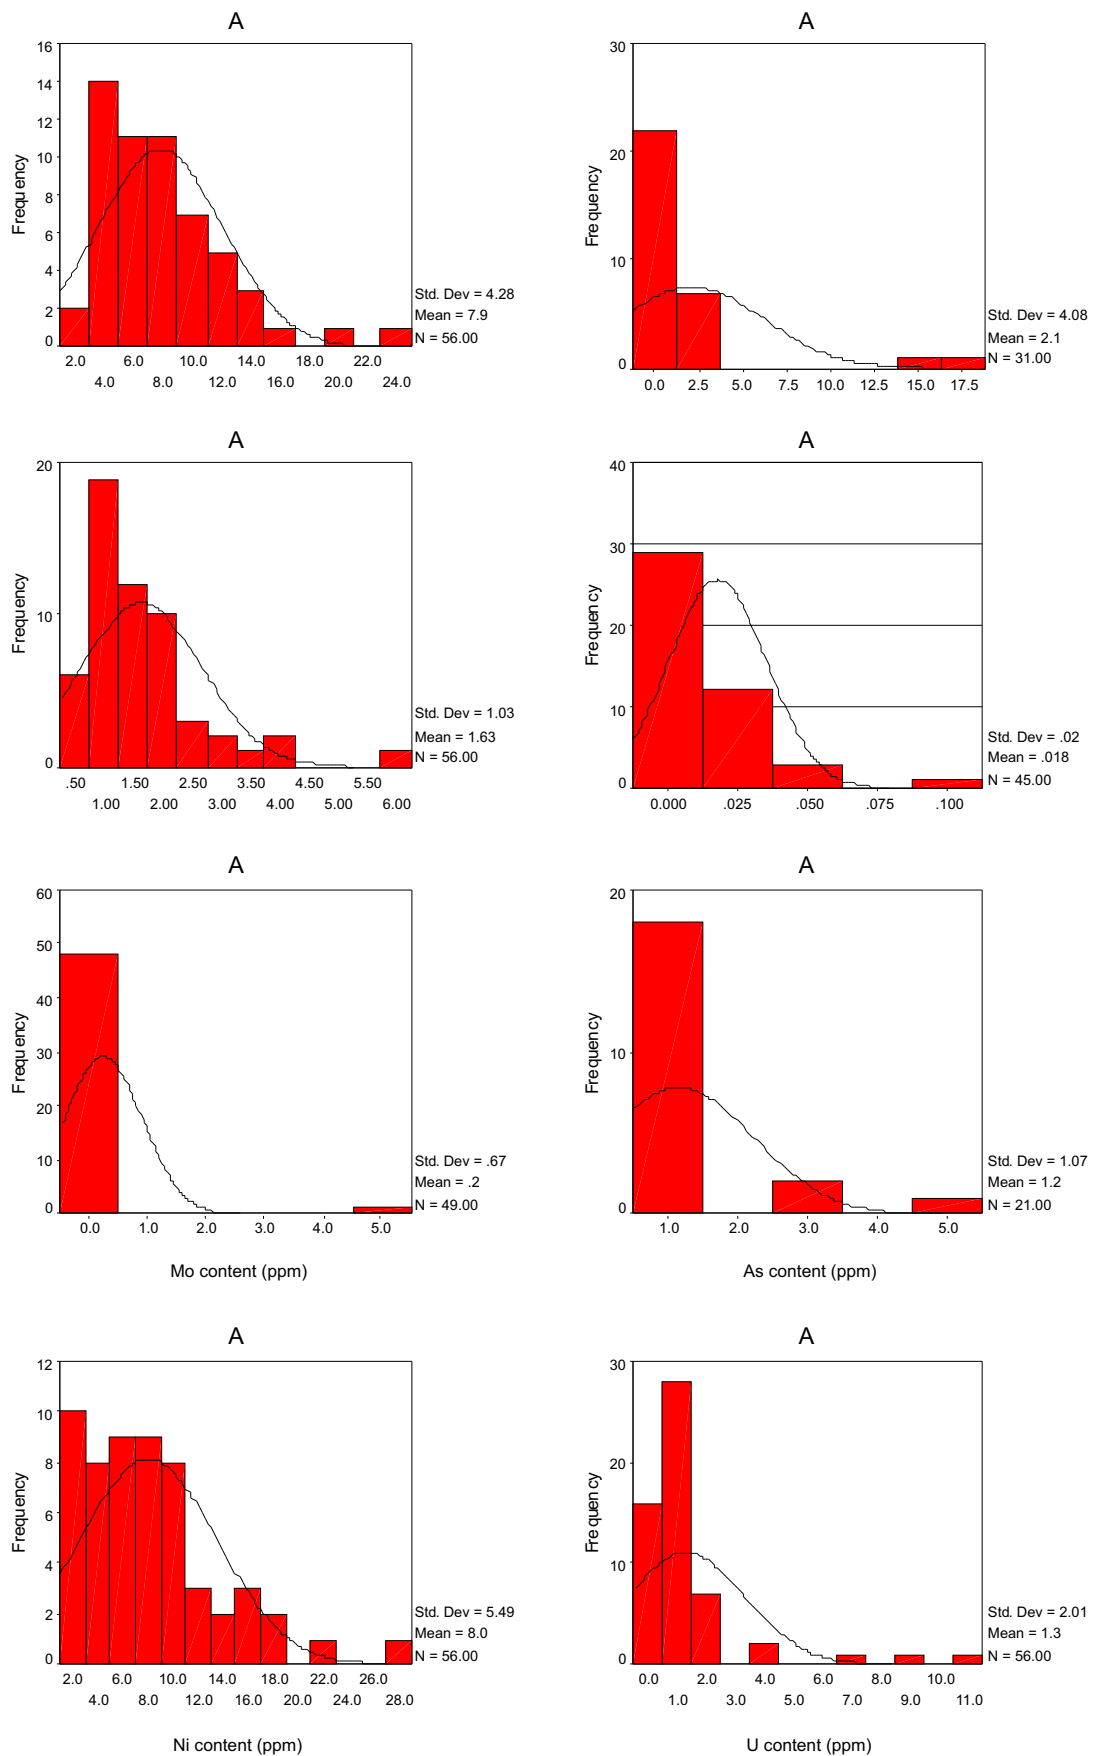 A
16
14
12
10
8
6
4
2
0
Frequency
2.0 6.0 10.0 14.0 18.0 22.0
4.0 8.0 12.0 16.0 20.0 24.0
Std. Dev = 4.28
Mean = 7.9
N = 56.00
A
30
20
10
0
Frequency
0.0 2.5 5.0 7.5 10.0 12.5 15.0 17.5
Std. Dev = 4.08
Mean = 2.1
N = 31.00
A
20
10
0
Frequency
.50 1.50 2.50 3.50 4.50 5.50
1.00 2.00 3.00 4.00 5.00 6.00
Std. Dev = 1.03
Mean = 1.63
N = 56.00
A
40
30
20
10
0
Frequency
0.000 .025 .050 .075 .100
Std. Dev = .02
Mean = .018
N = 45.00
A
60
50
40
30
20
10
0
Frequency
0.0 1.0 2.0 3.0 4.0 5.0
Std. Dev = .67
Mean = .2
N = 49.00
Mo content (ppm)
A
20
10
0
Frequency
1.0 2.0 3.0 4.0 5.0
Std. Dev = 1.07
Mean = 1.2
N = 21.00
As content (ppm)
A
12
10
8
6
4
2
0
Frequency
2.0 6.0 10.0 14.0 18.0 22.0 26.0
4.0 8.0 12.0 16.0 20.0 24.0 28.0
Std. Dev = 5.49
Mean = 8.0
N = 56.00
Ni content (ppm)
A
30
20
10
0
Frequency
0.0 2.0 4.0 6.0 8.0 10.0
1.0 3.0 5.0 7.0 9.0 11.0
Std. Dev = 2.01
Mean = 1.3
N = 56.00
U content (ppm)